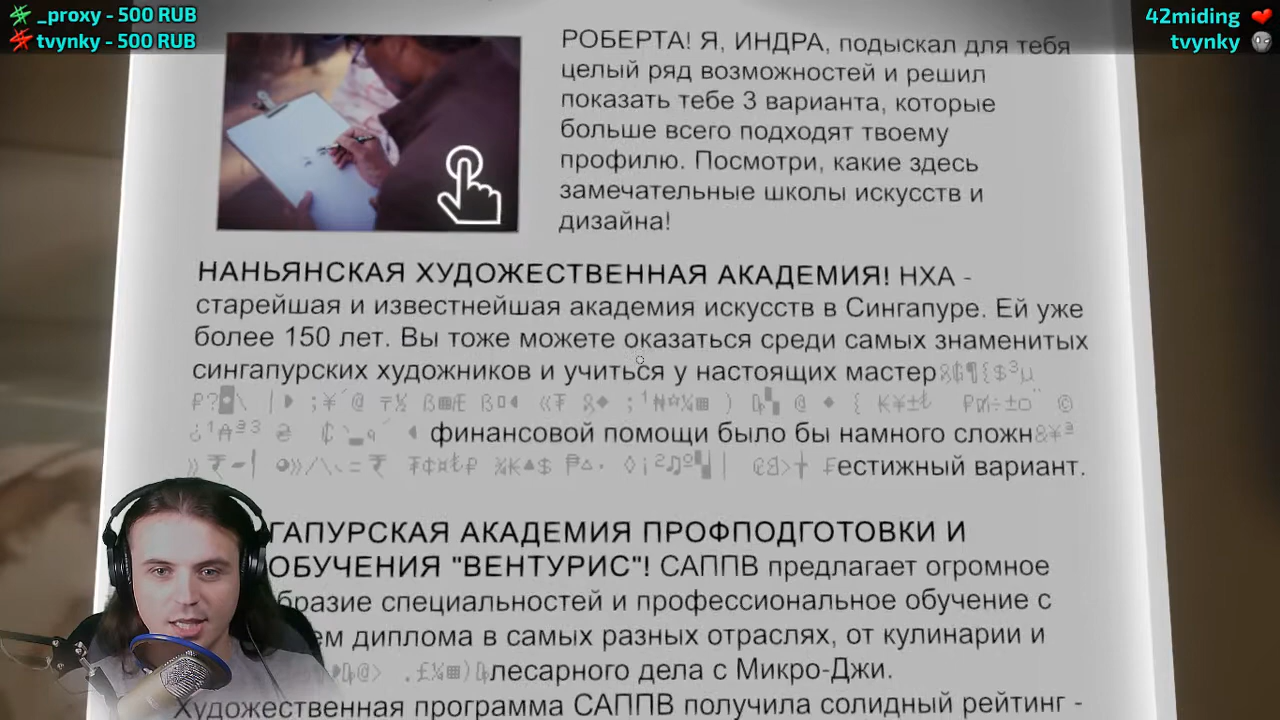 _proxy - 500 RUB
tvynky - 500 RUB
42miding
tvynky
РОБЕРТА! Я, ИНДРА, подыскал для тебя
целый ряд возможностей и решил
показать тебе 3 варианта, которые
больше всего подходят твоему
профилю. Посмотри, какие здесь
замечательные школы искусств и
дизайна!
НАНЬЯНСКАЯ ХУДОЖЕСТВЕННАЯ АКАДЕМИЯ! НХА -
старейшая и известнейшая академия искусств в Сингапуре. Ей уже
более 150 лет. Вы тоже можете оказаться среди самых знаменитых
сингапурских художников и учиться у настоящих мастер
финансовой помощи было бы намного сложн
естижный вариант.
ГАПУРСКАЯ АКАДЕМИЯ ПРОФПОДГОТОВКИ И
ОБУЧЕНИЯ "ВЕНТУРИС"! САППВ предлагает огромное
бразие специальностей и профессиональное обучение с
ем диплома в самых разных отраслях, от кулинарии и
лесарного дела с Микро-Джи.
Художественная программа САППВ получила солидный рейтинг -